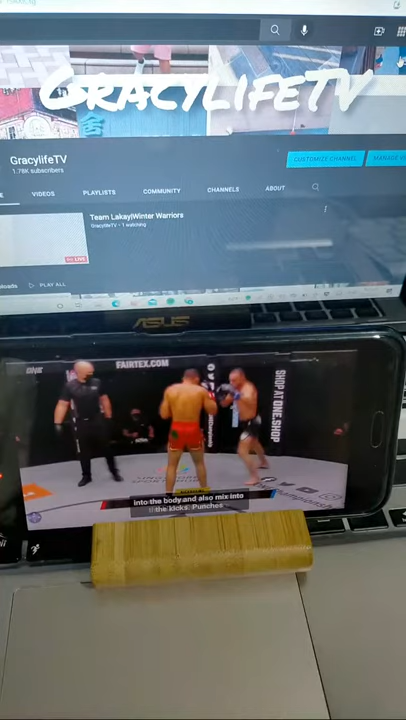 GRACYLIFETV
GracylifeTV
1.78K subscribers
CUSTOMIZE CHANNEL
MANAGE
VIDEOS
PLAYLISTS
COMMUNITY
CHANNELS
ABOUT
Team Lakay|Winter Warriors
GracylifeTV • 1 watching
LIVE
PLAY ALL
ASUS
FAIRTEX.COM
SHOP AT ONE.SHOP
into the body and also mix into
the kicks. Punches